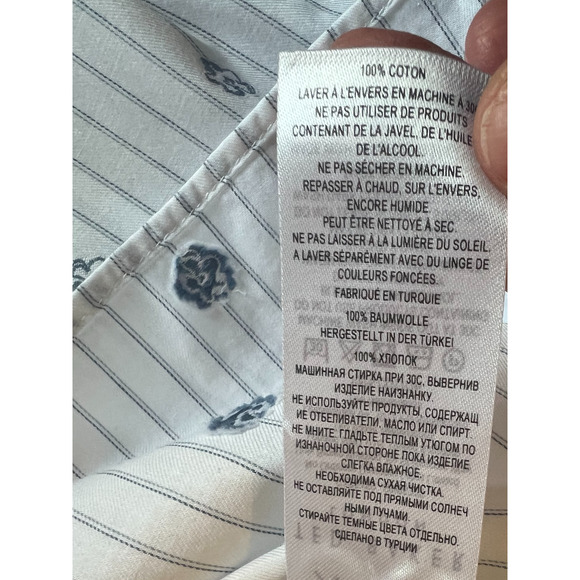 100% COTON
LAVER À L'ENVERS EN MACHINE À 30
NE PAS UTILISER DE PRODUITS
CONTENANT DE LA JAVEL, DE L'HUILE
DE L'ALCOOL.
NE PAS SÉCHER EN MACHINE.
REPASSER À CHAUD, SUR L'ENVERS,
ENCORE HUMIDE.
PEUT ÊTRE NETTOYÉ À SEC.
NE PAS LAISSER À LA LUMIÈRE DU SOLEIL.
A LAVER SÉPARÉMENT AVEC DU LINGE DE
COULEURS FONCÉES.
FABRIQUÉ EN TURQUIE
100% BAUMWOLLE
HERGESTELLT IN DER TÜRKEI
100% ХЛОПОК
МАШИННАЯ СТИРКА ПРИ 30С, ВЫВЕРНИВ
ИЗДЕЛИЕ НАИЗНАНКУ.
НЕ ИСПОЛЬЗУЙТЕ ПРОДУКТЫ, СОДЕРЖАЩ
ИЕ ОТБЕЛИВАТЕЛИ, МАСЛО ИЛИ СПИРТ.
НЕ МНИТЕ. ГЛАДЬТЕ ТЕПЛЫМ УТЮГОМ ПО
ИЗНАНОЧНОЙ СТОРОНЕ ПОКА ИЗДЕЛИЕ
СЛЕГКА ВЛАЖНОЕ.
НЕОБХОДИМА СУХАЯ ЧИСТКА.
НЕ ОСТАВЛЯЙТЕ ПОД ПРЯМЫМИ СОЛНЕЧ
НЫМИ ЛУЧАМИ.
СТИРАЙТЕ ТЕМНЫЕ ЦВЕТА ОТДЕЛЬНО.
СДЕЛАНО В ТУРЦИИ
TED BAKER